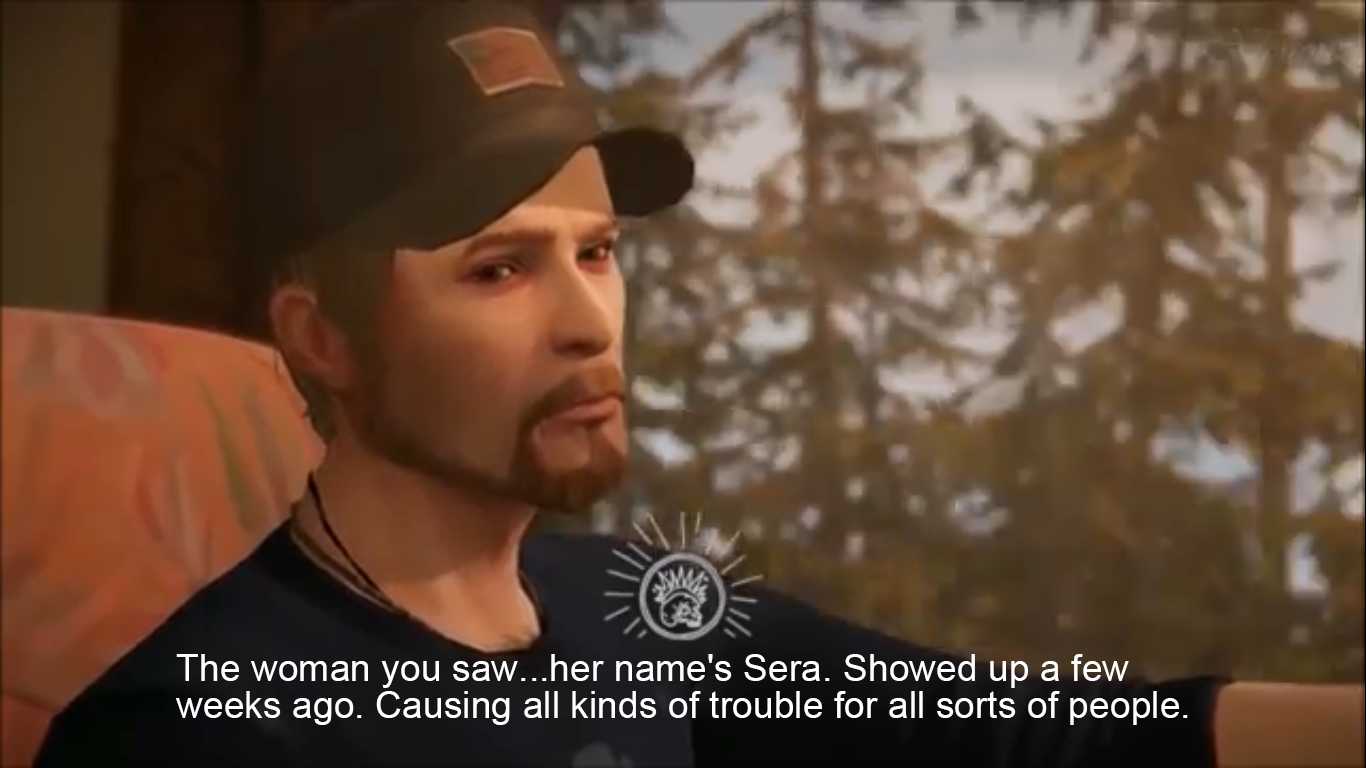 The woman you saw...her name's Sera. Showed up a few
weeks ago. Causing all kinds of trouble for all sorts of people.